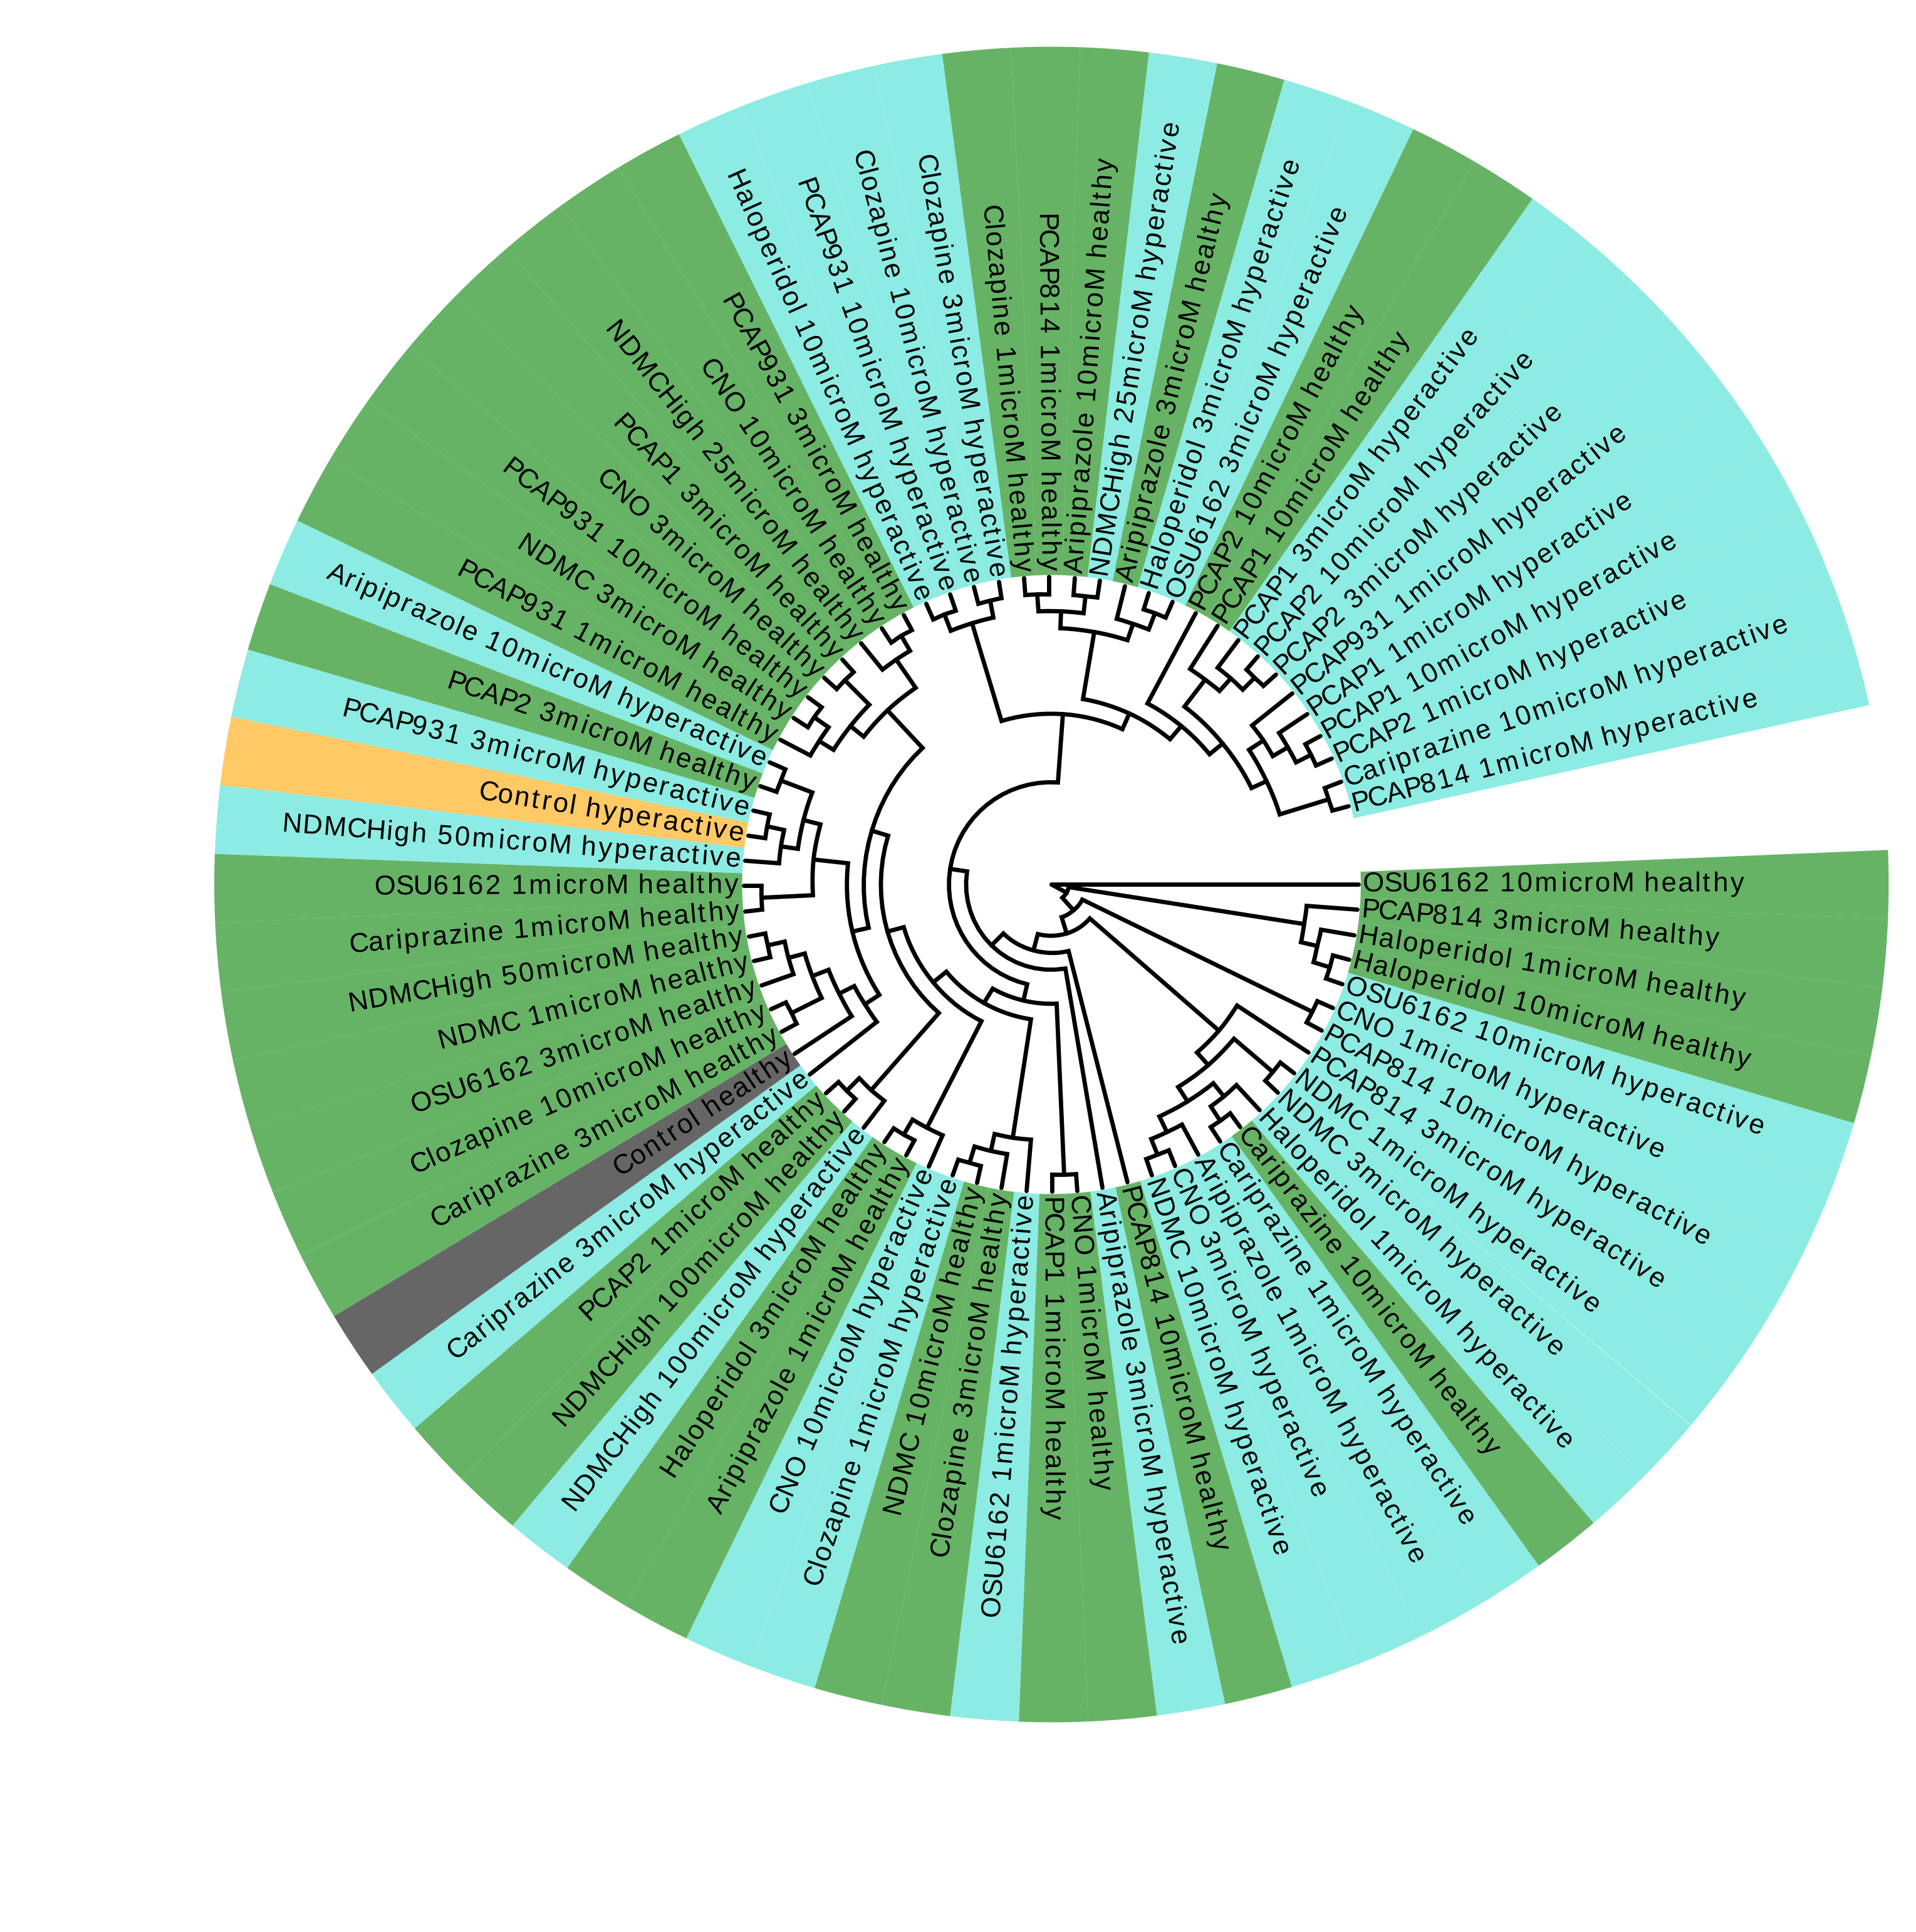 OSU6162 10microM healthy
PCAP814 3microM healthy
Haloperidol 1microM healthy
Haloperidol 10microM healthy
OSU6162 10microM hyperactive
CNO 1microM hyperactive
PCAP814 10microM hyperactive
PCAP814 3microM hyperactive
NDMC 1microM hyperactive
NDMC 3microM hyperactive
Haloperidol 1microM hyperactive
Cariprazine 10microM healthy
Cariprazine 1microM hyperactive
Aripiprazole 1microM hyperactive
CNO 3microM hyperactive
NDMC 10microM hyperactive
PCAP814 10microM healthy
Aripiprazole 3microM hyperactive
CNO 1microM healthy
PCAP1 1microM healthy
OSU6162 1microM hyperactive
Clozapine 3microM healthy
NDMC 10microM healthy
Clozapine 1microM hyperactive
CNO 10microM hyperactive
Aripiprazole 1microM healthy
Haloperidol 3microM healthy
NDMCHigh 100microM hyperactive
NDMCHigh 100microM healthy
PCAP2 1microM healthy
Cariprazine 3microM hyperactive
Control healthy
Cariprazine 3microM healthy
Clozapine 10microM healthy
OSU6162 3microM healthy
NDMC 1microM healthy
NDMCHigh 50microM healthy
Cariprazine 1microM healthy
OSU6162 1microM healthy
NDMCHigh 50microM hyperactive
Control hyperactive
PCAP931 3microM hyperactive
PCAP2 3microM healthy
Aripiprazole 10microM hyperactive
PCAP931 1microM healthy
NDMC 3microM healthy
PCAP931 10microM healthy
CNO 3microM healthy
PCAP1 3microM healthy
NDMCHigh 25microM healthy
CNO 10microM healthy
PCAP931 3microM healthy
Haloperidol 10microM hyperactive
PCAP931 10microM hyperactive
Clozapine 10microM hyperactive
Clozapine 3microM hyperactive
Clozapine 1microM healthy
PCAP814 1microM healthy
Aripiprazole 10microM healthy
NDMCHigh 25microM hyperactive
Aripiprazole 3microM healthy
Haloperidol 3microM hyperactive
OSU6162 3microM hyperactive
PCAP2 10microM healthy
PCAP1 10microM healthy
PCAP1 3microM hyperactive
PCAP2 10microM hyperactive
PCAP2 3microM hyperactive
PCAP931 1microM hyperactive
PCAP1 1microM hyperactive
PCAP1 10microM hyperactive
PCAP2 1microM hyperactive
Cariprazine 10microM hyperactive
PCAP814 1microM hyperactive